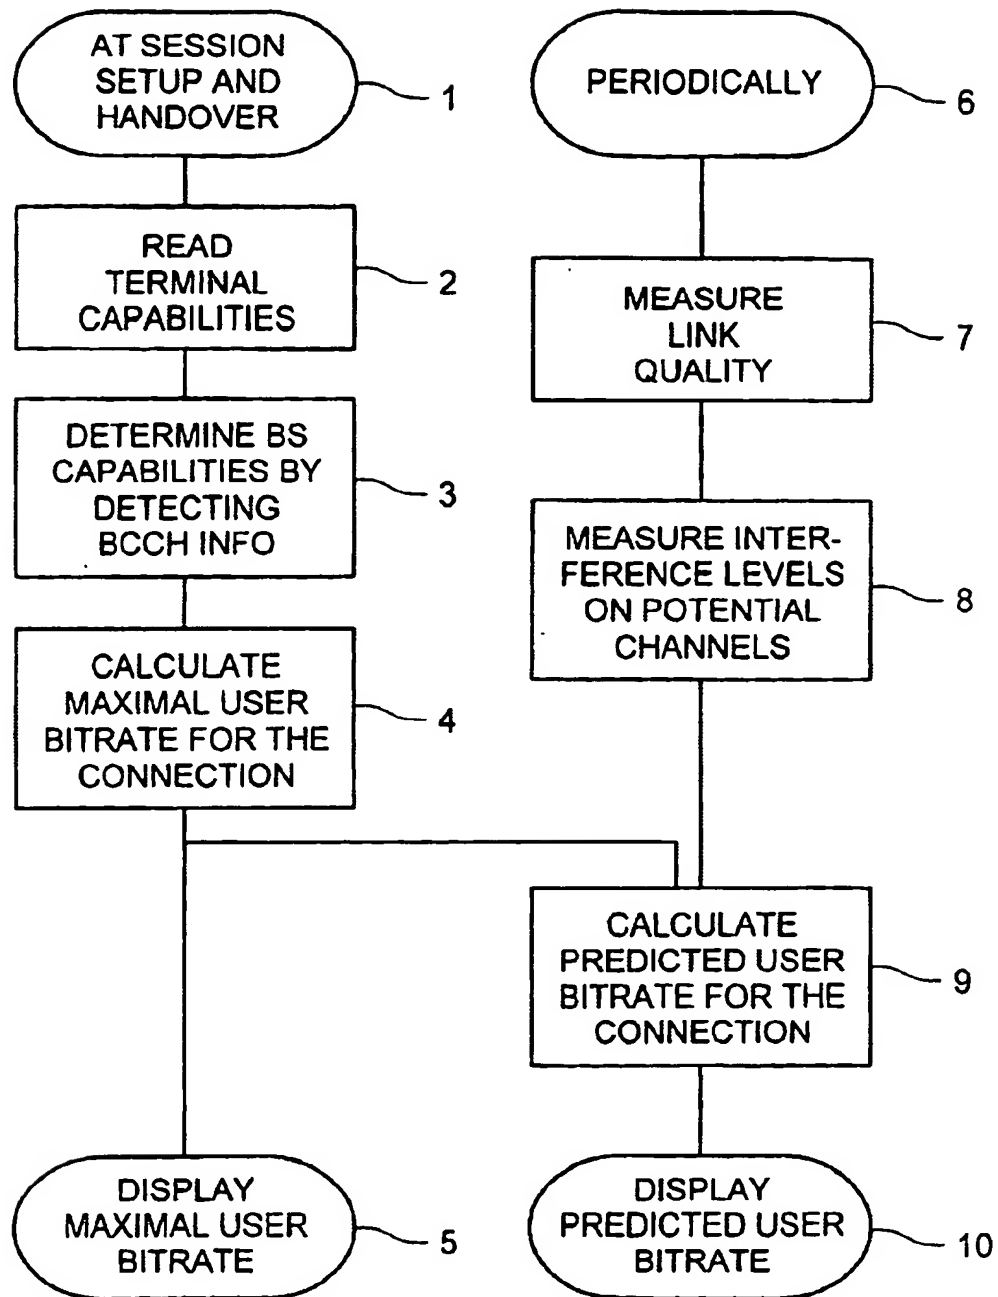 AT SESSION
SETUP AND
HANDOVER
1
READ
TERMINAL
CAPABILITIES
2
DETERMINE BS
CAPABILITIES BY
DETECTING
BCCH INFO
3
CALCULATE
MAXIMAL USER
BITRATE FOR THE
CONNECTION
4
DISPLAY
MAXIMAL USER
BITRATE
5
PERIODICALLY
6
MEASURE
LINK
QUALITY
7
MEASURE INTER-
FERENCE LEVELS
ON POTENTIAL
CHANNELS
8
CALCULATE
PREDICTED USER
BITRATE FOR THE
CONNECTION
9
DISPLAY
PREDICTED USER
BITRATE
10